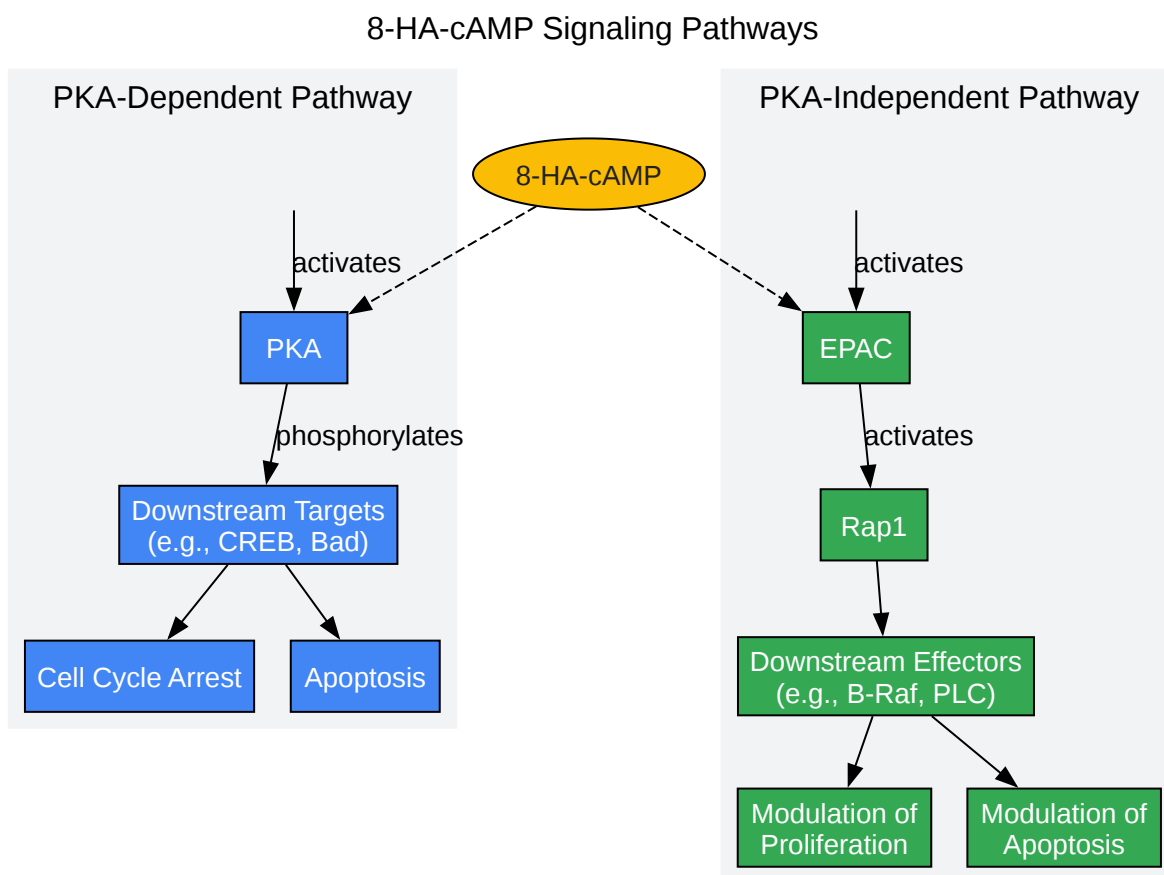 8-HA-cAMP Signaling Pathways
PKA-Dependent Pathway
PKA-Independent Pathway
8-HA-cAMP
activates
activates
PKA
EPAC
phosphorylates
activates
Downstream Targets
(e.g., CREB, Bad)
Rap1
Cell Cycle Arrest
Apoptosis
Downstream Effectors
(e.g., B-Raf, PLC)
Modulation of
Proliferation
Modulation of
Apoptosis